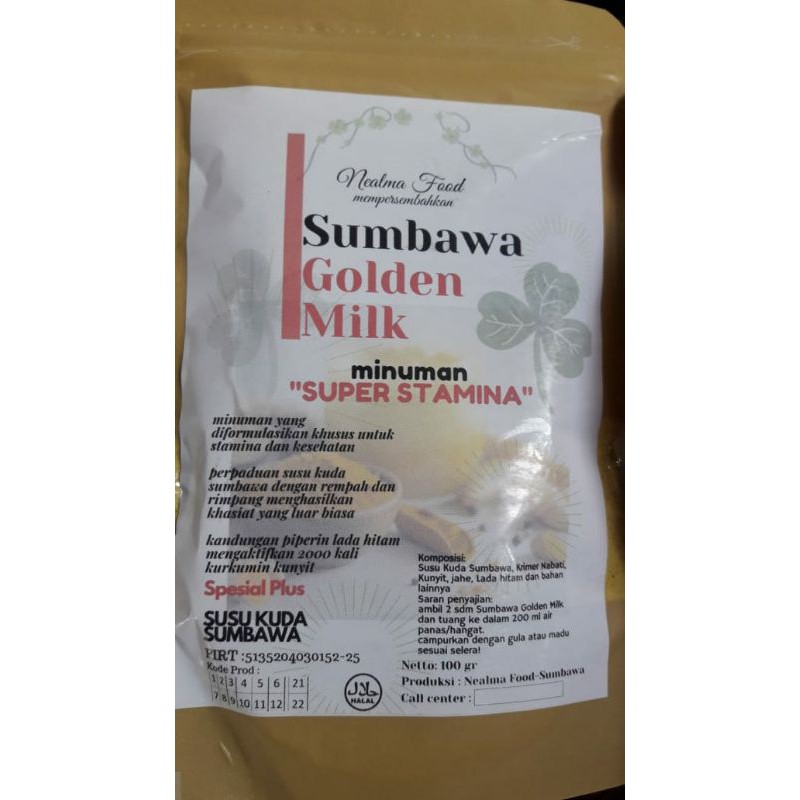 Nealma Food
mempersembahkan
Sumbawa
Golden
Milk
minuman
"SUPER STAMINA"
minuman yang
diformulasikan khusus untuk
stamina dan kesehatan
perpaduan susu kuda
sumbawa dengan rempah dan
rimpang menghasilkan
khasiat yang luar biasa
kandungan piperin lada hitam
mengaktifkan 2000 kali
kurkumin kunyit
Spesial Plus
SUSU KUDA
SUMBAWA
PIRT :5135204030152-25
Kode Prod :
1 2 3 4 5 6 21
7 8 9 10 11 12 22
حلال
HALAL
Komposisi:
Susu Kuda Sumbawa, Krimer Nabati,
Kunyit, jahe, Lada hitam dan bahan
lainnya
Saran penyajian:
ambil 2 sdm Sumbawa Golden Milk
dan tuang ke dalam 200 ml air
panas/hangat.
campurkan dengan gula atau madu
sesuai selera!
Netto: 100 gr
Produksi : Nealma Food-Sumbawa
Call center :